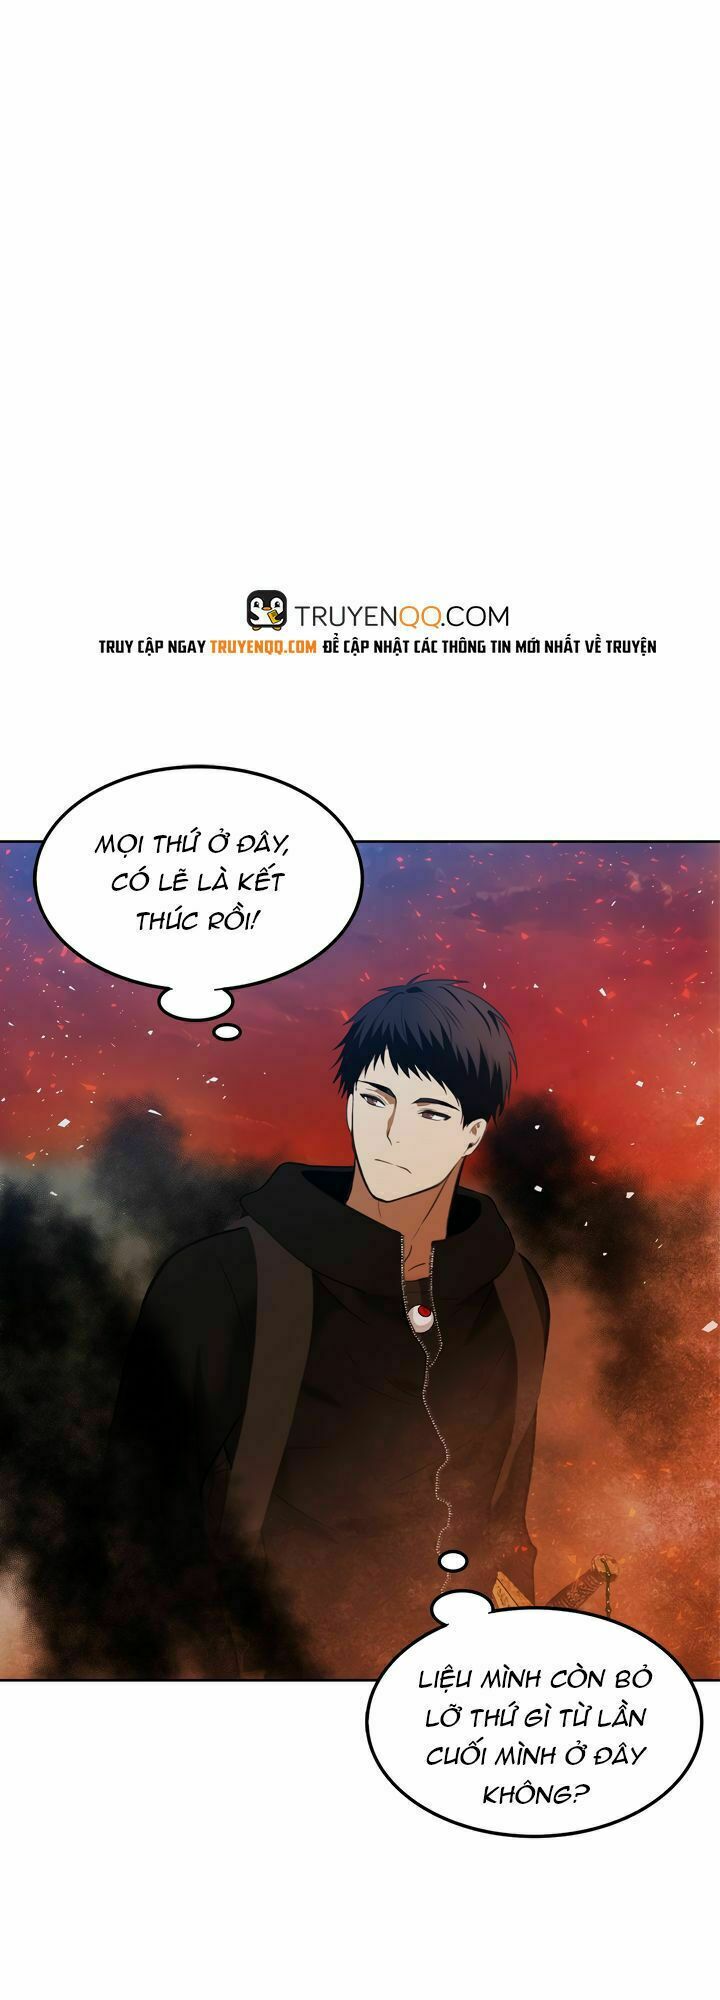 TRUYENQQ.COM
TRUY CẬP NGAY TRUYENQQ.COM ĐỂ CẬP NHẬT CÁC THÔNG TIN MỚI NHẤT VỀ TRUYỆN
MỌI THỨ Ở ĐÂY,
CÓ LẼ LÀ KẾT
THÚC RỒI!
LIỆU MÌNH CÒN BỎ
LỠ THỨ GÌ TỪ LẦN
CUỐI MÌNH Ở ĐÂY
KHÔNG?